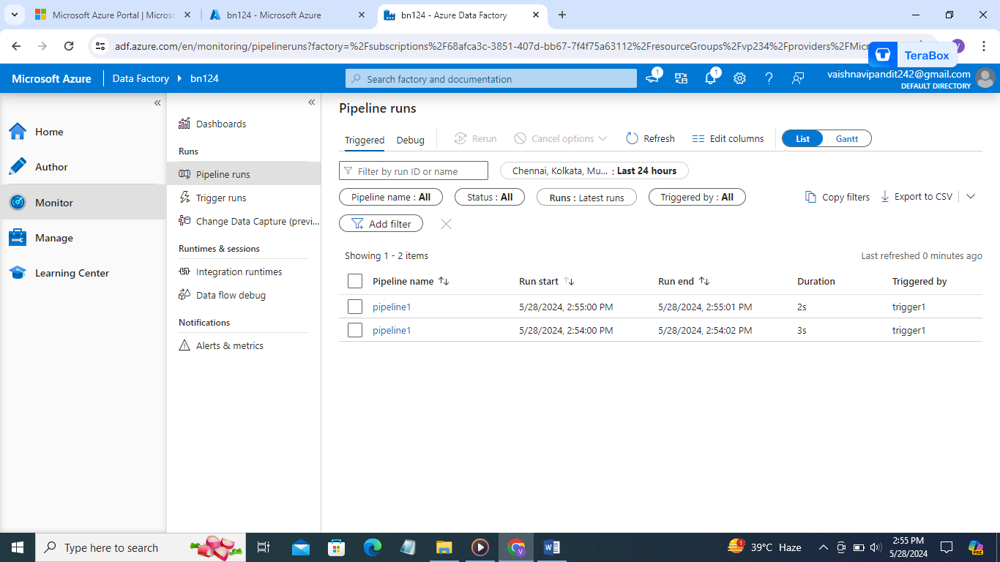 Microsoft Azure Portal | Micros
bn124 - Microsoft Azure
bn124 - Azure Data Factory
adf.azure.com/en/monitoring/pipelineruns?factory=%2Fsubscriptions%2F68afca3c-3851-407d-bb67-7f4f75a63112%2FresourceGroups%2Fvp234%2Fproviders%2FMicr
V
TeraBox
Microsoft Azure
Data Factory
bn124
Search factory and documentation
1
1
vaishnavipandit242@gmail.com
DEFAULT DIRECTORY
Home
Author
Monitor
Manage
Learning Center
Dashboards
Runs
Pipeline runs
Trigger runs
Change Data Capture (previ...
Runtimes & sessions
Integration runtimes
Data flow debug
Notifications
Alerts & metrics
Pipeline runs
Triggered Debug Rerun Cancel options Refresh Edit columns List Gantt
Filter by run ID or name Chennai, Kolkata, Mu... : Last 24 hours
Pipeline name : All Status : All Runs : Latest runs Triggered by : All Copy filters Export to CSV
Add filter
Showing 1 - 2 items Last refreshed 0 minutes ago
Pipeline name Run start Run end Duration Triggered by
pipeline1 5/28/2024, 2:55:00 PM 5/28/2024, 2:55:01 PM 2s trigger1
pipeline1 5/28/2024, 2:54:00 PM 5/28/2024, 2:54:02 PM 3s trigger1
Type here to search
V
W
1
39°C Haze
2:55 PM
5/28/2024
PRE